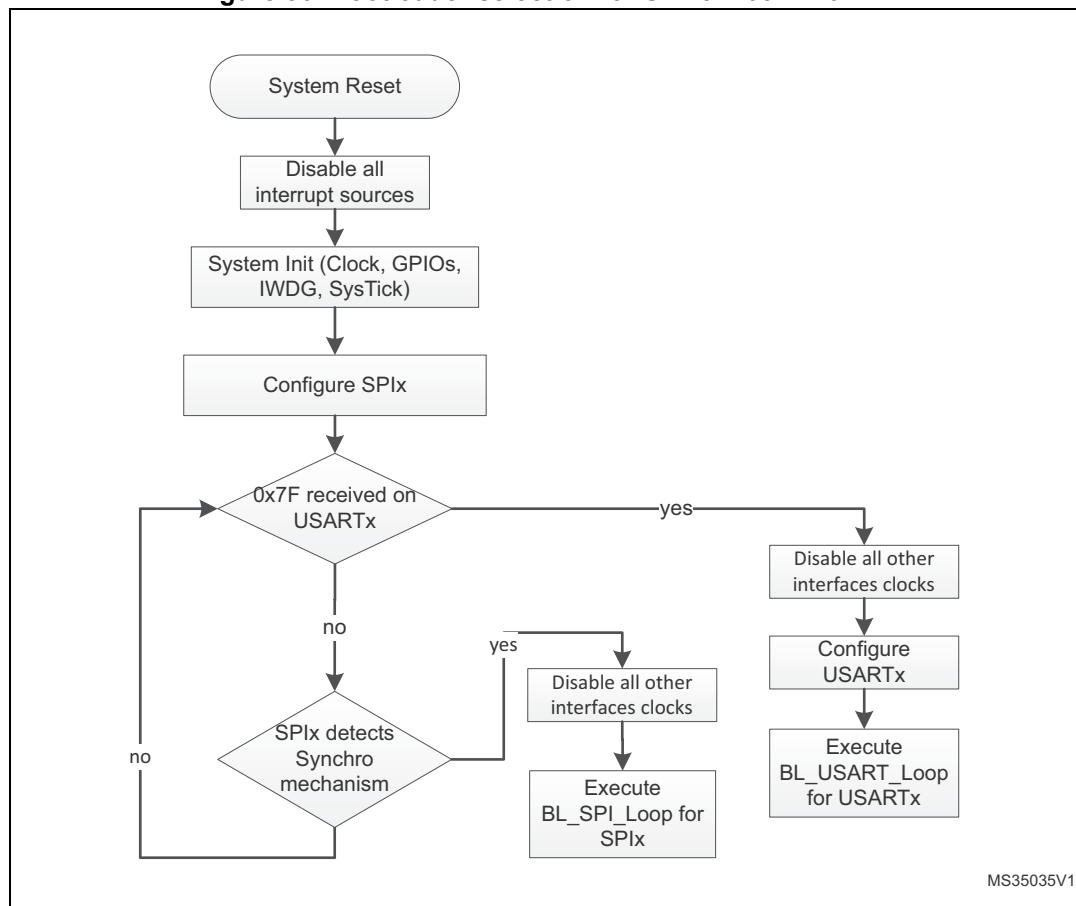 System Reset
Disable all
interrupt sources
System Init (Clock, GPIOs,
IWDG, SysTick)
Configure SPIx
0x7F received on
USARTx
yes
Disable all other
interfaces clocks
Configure
USARTx
Execute
BL_USART_Loop
for USARTx
no
SPIx detects
Synchro
mechanism
yes
Disable all other
interfaces clocks
Execute
BL_SPI_Loop for
SPIx
no
MS35035V1